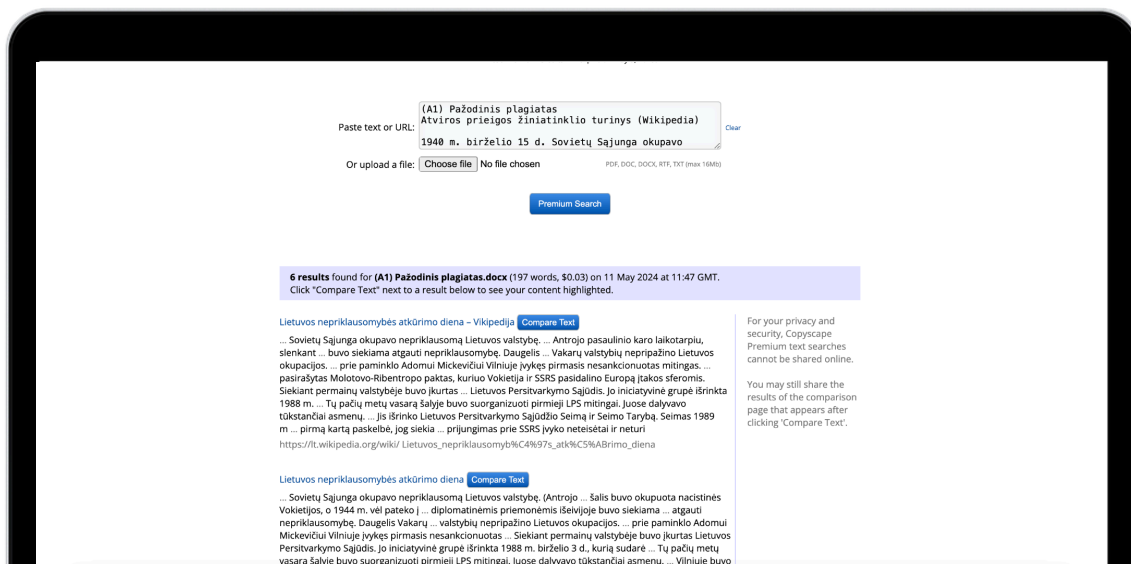 Paste text or URL:
(A1) Pažodinis plagiatas
Atviros prieigos žiniatinklio turinys (Wikipedia)
1940 m. birželio 15 d. Sovietų Sąjunga okupavo
Clear
Or upload a file: Choose file No file chosen PDF, DOC, DOCX, RTF, TXT (max 16Mb)
Premium Search
6 results found for (A1) Pažodinis plagiatas.docx (197 words, $0.03) on 11 May 2024 at 11:47 GMT.
Click "Compare Text" next to a result below to see your content highlighted.
Lietuvos nepriklausomybės atkūrimo diena – Vikipedija Compare Text
... Sovietų Sąjunga okupavo nepriklausomą Lietuvos valstybę. ... Antrojo pasaulinio karo laikotarpiu,
slenkant ... buvo siekiama atgauti nepriklausomybę. Daugelis ... Vakarų valstybių nepripažino Lietuvos
okupacijos. ... prie paminklo Adomui Mickevičiui Vilniuje įvykęs pirmasis nesankcionuotas mitingas. ...
pasirašytas Molotovo-Ribentropo paktas, kuriuo Vokietija ir SSRS pasidalino Europą įtakos sferomis.
Siekiant permainų valstybėje buvo įkurtas ... Lietuvos Persitvarkymo Sąjūdis. Jo iniciatyvinė grupė išrinkta
1988 m. ... Tų pačių metų vasarą šalyje buvo suorganizuoti pirmieji LPS mitingai. Juose dalyvavo
tūkstančiai asmenų. ... Jis išrinko Lietuvos Persitvarkymo Sąjūdžio Seimą ir Seimo Tarybą. Seimas 1989
m ... pirmą kartą paskelbė, jog siekia ... prijungimas prie SSRS įvyko neteisėtai ir neturi
https://lt.wikipedia.org/wiki/ Lietuvos_nepriklausomyb%C4%97s_atk%C5%ABrimo_diena
Lietuvos nepriklausomybės atkūrimo diena Compare Text
... Sovietų Sąjunga okupavo nepriklausomą Lietuvos valstybę. (Antrojo ... šalis buvo okupuota nacistinės
Vokietijos, o 1944 m. vėl pateko į ... diplomatinėmis priemonėmis išeivijoje buvo siekiama ... atgauti
nepriklausomybę. Daugelis Vakarų ... valstybių nepripažino Lietuvos okupacijos. ... prie paminklo Adomui
Mickevičiui Vilniuje įvykęs pirmasis nesankcionuotas ... Siekiant permainų valstybėje buvo įkurtas Lietuvos
Persitvarkymo Sąjūdis. Jo iniciatyvinė grupė išrinkta 1988 m. birželio 3 d., kurią sudarė ... Tų pačių metų
vasarą šalyje buvo suorganizuoti pirmieji LPS mitingai. Juose dalyvavo tūkstančiai asmenų. ... Vilniuje buvo
For your privacy and
security, Copyscape
Premium text searches
cannot be shared online.
You may still share the
results of the comparison
page that appears after
clicking 'Compare Text'.